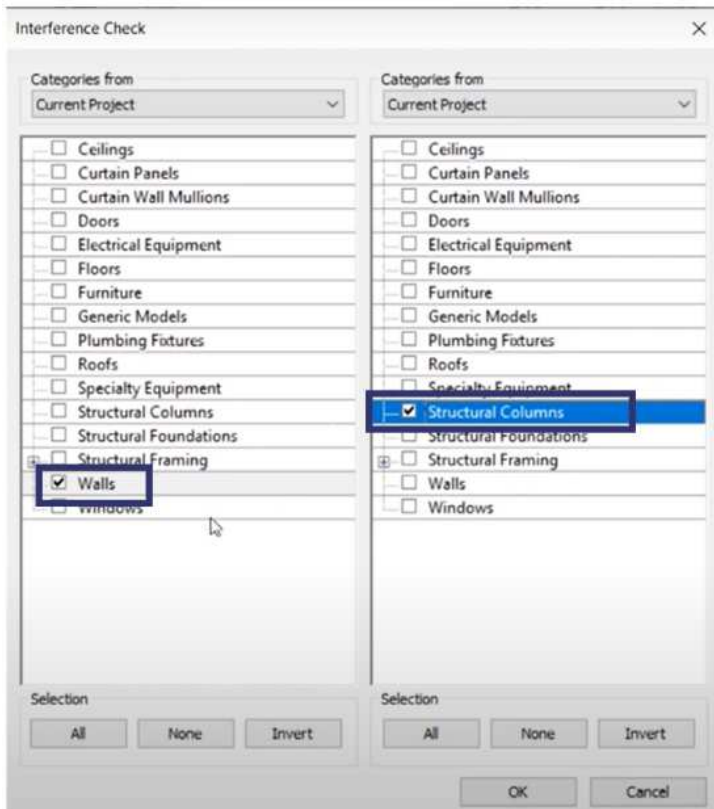 Interference Check
Categories from
Current Project
Ceilings
Curtain Panels
Curtain Wall Mullions
Doors
Electrical Equipment
Floors
Furniture
Generic Models
Plumbing Fixtures
Roofs
Specialty Equipment
Structural Columns
Structural Foundations
Structural Framing
Walls
Windows
Selection
All None Invert
Categories from
Current Project
Ceilings
Curtain Panels
Curtain Wall Mullions
Doors
Electrical Equipment
Floors
Furniture
Generic Models
Plumbing Fixtures
Roofs
Specialty Equipment
Structural Columns
Structural Foundations
Structural Framing
Walls
Windows
Selection
All None Invert
OK Cancel